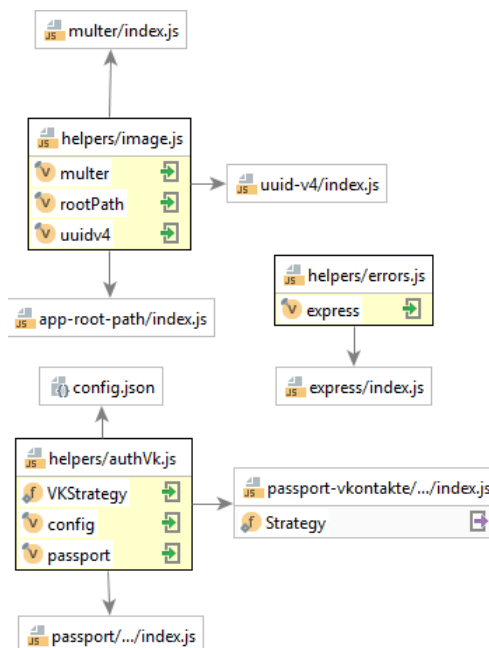 multer/index.js
helpers/image.js
multer
rootPath
uuidv4
uuid-v4/index.js
app-root-path/index.js
helpers/errors.js
express
express/index.js
config.json
helpers/authVk.js
VKStrategy
config
passport
passport-vkontakte/.../index.js
Strategy
passport/.../index.js